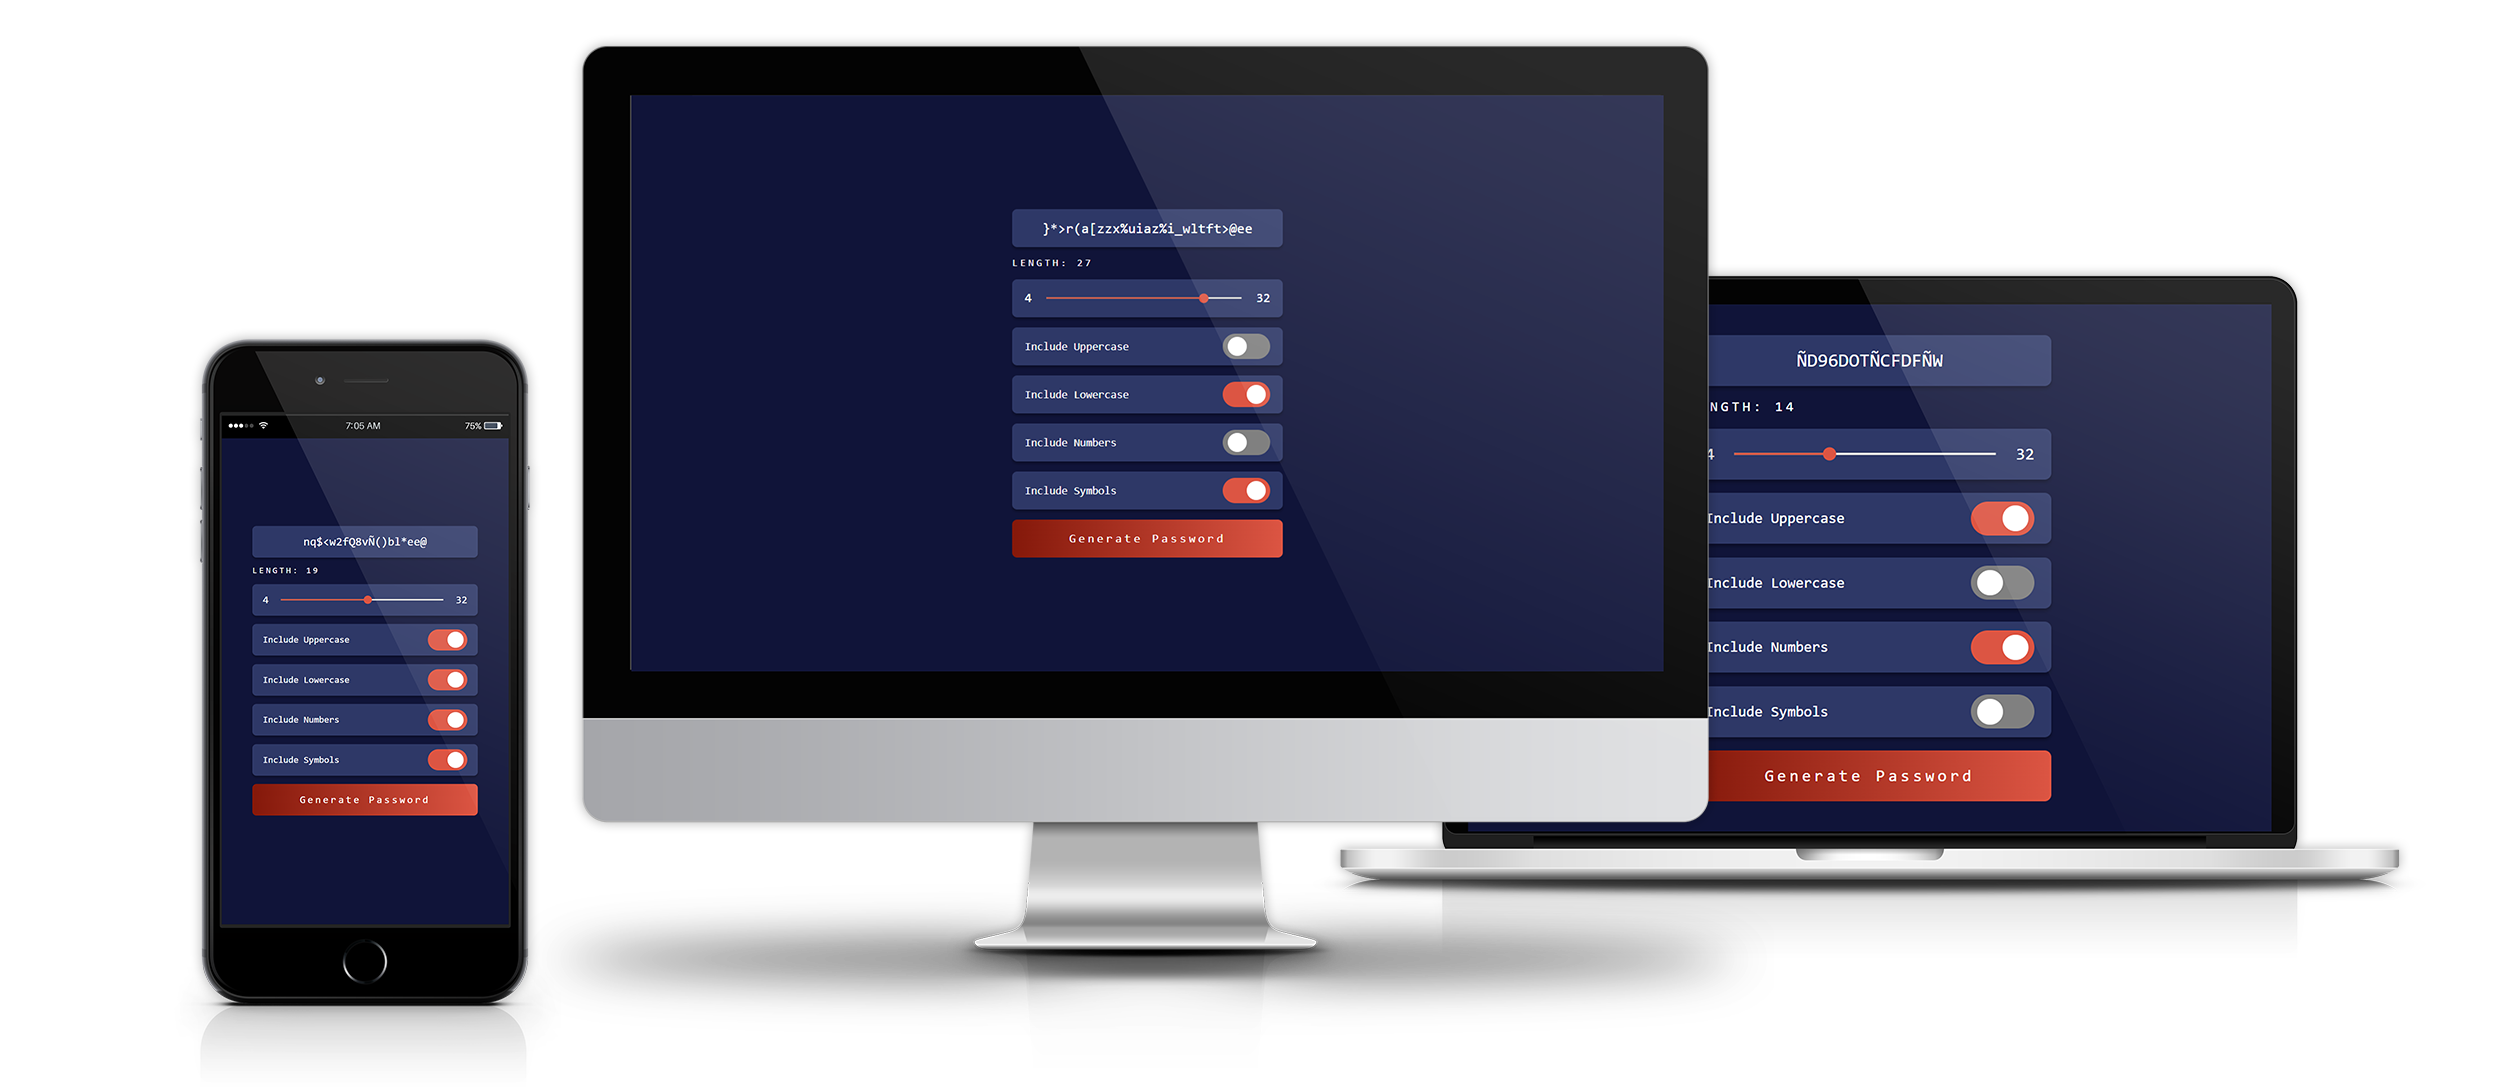 7:05 AM 75%
nq$<w2fQ8vÑ()bl*ee@
LENGTH: 19
4 32
Include Uppercase
Include Lowercase
Include Numbers
Include Symbols
Generate Password
}*>r(a[zzx%uiaz%i_wltft>@ee
LENGTH: 27
4 32
Include Uppercase
Include Lowercase
Include Numbers
Include Symbols
Generate Password
ÑD96DOTÑCFDFÑW
NGTH: 14
4 32
Include Uppercase
Include Lowercase
Include Numbers
Include Symbols
Generate Password